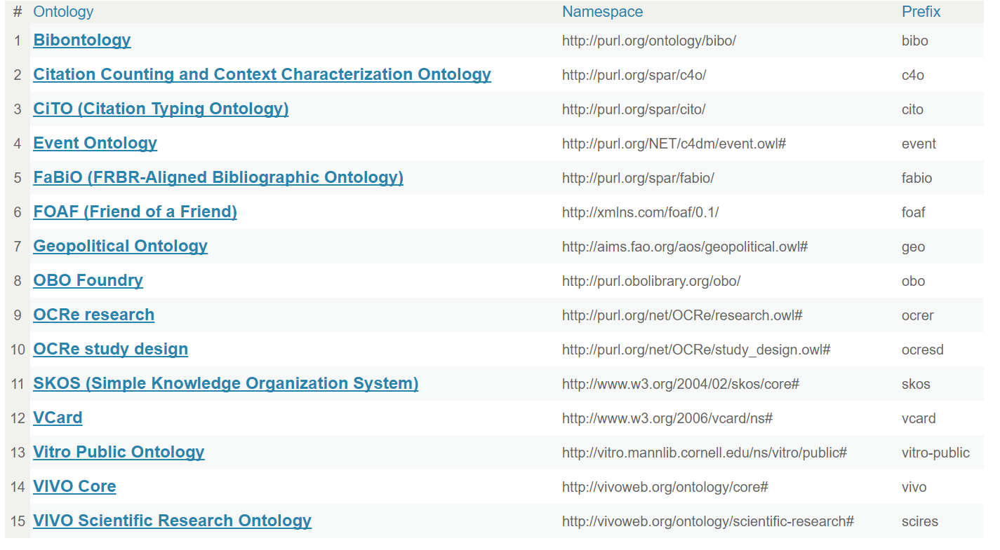 # Ontology Namespace Prefix
1 Bibontology http://purl.org/ontology/bibo/ bibo
2 Citation Counting and Context Characterization Ontology http://purl.org/spar/c4o/ c4o
3 CiTO (Citation Typing Ontology) http://purl.org/spar/cito/ cito
4 Event Ontology http://purl.org/NET/c4dm/event.owl# event
5 FaBiO (FRBR-Aligned Bibliographic Ontology) http://purl.org/spar/fabio/ fabio
6 FOAF (Friend of a Friend) http://xmlns.com/foaf/0.1/ foaf
7 Geopolitical Ontology http://aims.fao.org/aos/geopolitical.owl# geo
8 OBO Foundry http://purl.obolibrary.org/obo/ obo
9 OCRe research http://purl.org/net/OCRe/research.owl# ocrer
10 OCRe study design http://purl.org/net/OCRe/study_design.owl# ocresd
11 SKOS (Simple Knowledge Organization System) http://www.w3.org/2004/02/skos/core# skos
12 VCard http://www.w3.org/2006/vcard/ns# vcard
13 Vitro Public Ontology http://vitro.mannlib.cornell.edu/ns/vitro/public# vitro-public
14 VIVO Core http://vivoweb.org/ontology/core# vivo
15 VIVO Scientific Research Ontology http://vivoweb.org/ontology/scientific-research# scires